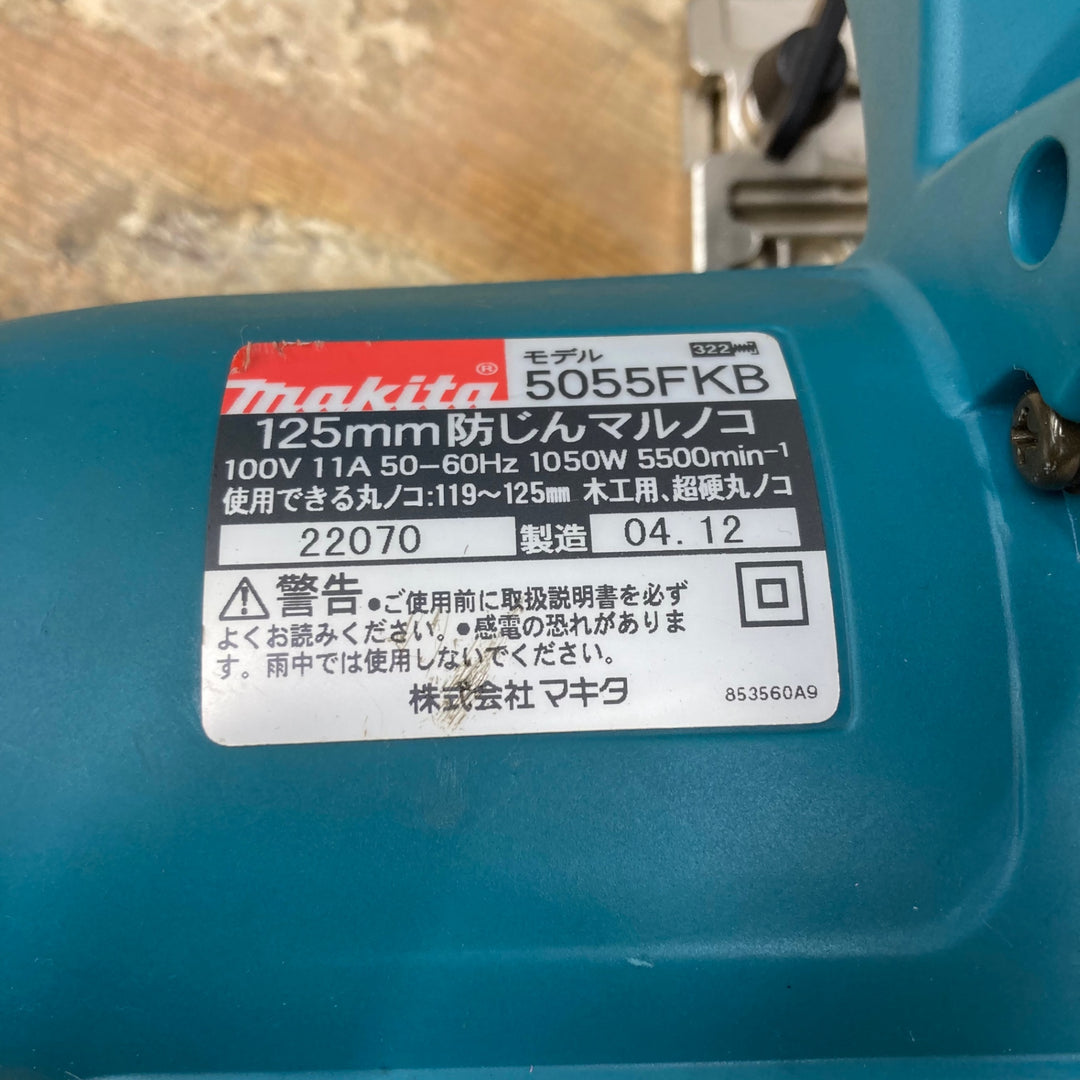 makita®
モデル
322
5055FKB
125mm防じんマルノコ
100V 11A 50-60Hz 1050W 5500min-1
使用できる丸ノコ:119~125mm 木工用、超硬丸ノコ
22070 製造 04.12
警告 ●ご使用前に取扱説明書を必ず
よくお読みください。●感電の恐れがありま
す。雨中では使用しないでください。
株式会社マキタ
853560A9